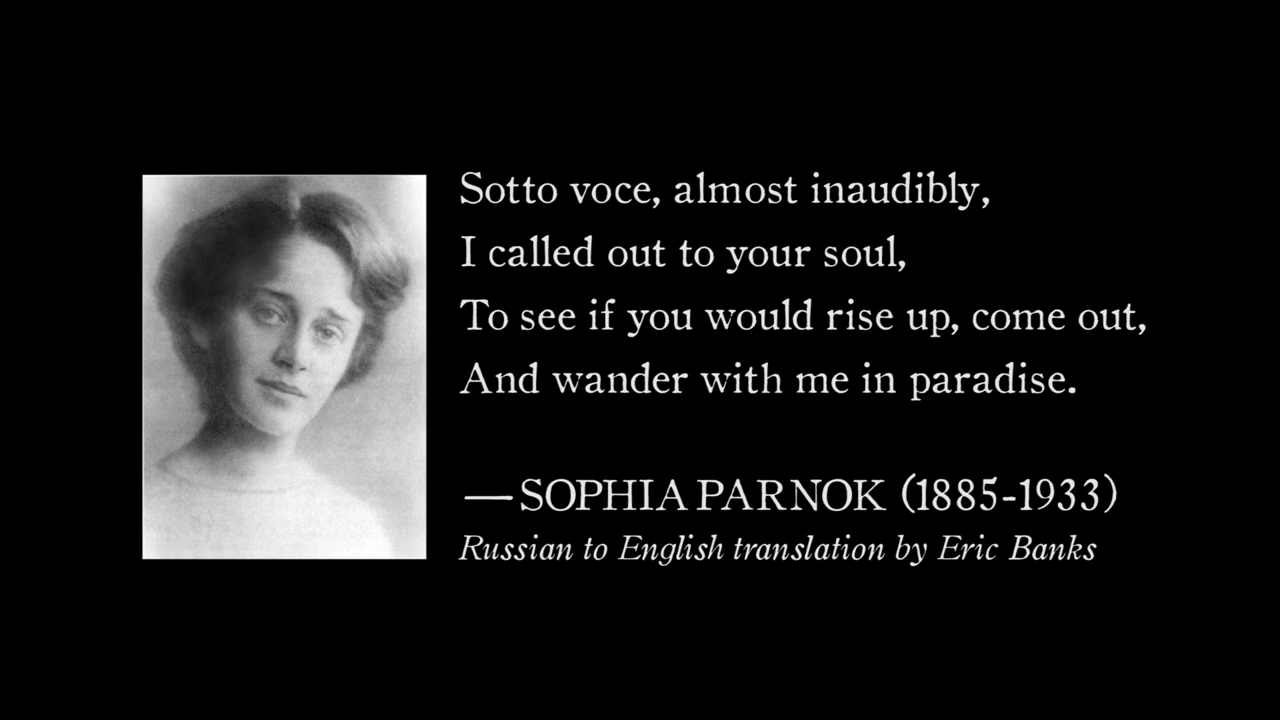 Sotto voce, almost inaudibly,
I called out to your soul,
To see if you would rise up, come out,
And wander with me in paradise.
—SOPHIA PARNOK (1885-1933)
Russian to English translation by Eric Banks